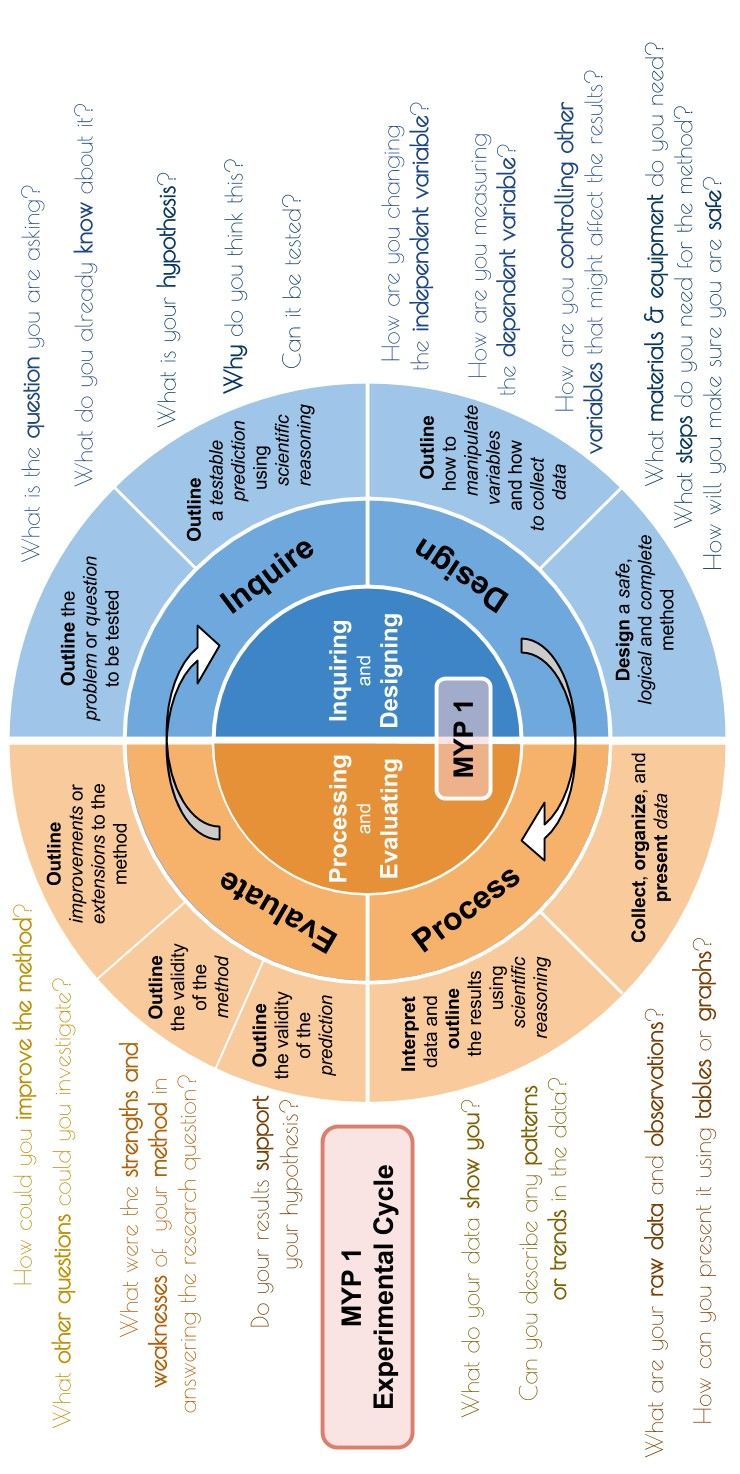 MYP 1
Experimental Cycle
Inquiring
and
Designing
Processing
and
Evaluating
MYP 1
Inquire
Outline the
problem or question
to be tested
What is the question you are asking?
What do you already know about it?
Outline
a testable
prediction
using
scientific
reasoning
What is your hypothesis?
Why do you think this?
Can it be tested?
Design
Outline
how to
manipulate
variables
and how
to collect
data
How are you changing
the independent variable?
How are you measuring
the dependent variable?
How are you controlling other
variables that might affect the results?
Design a safe,
logical and complete
method
What materials & equipment do you need?
What steps do you need for the method?
How will you make sure you are safe?
Process
Collect, organize, and
present data
What are your raw data and observations?
How can you present it using tables or graphs?
Interpret
data and
outline
the results
using
scientific
reasoning
What do your data show you?
Can you describe any patterns
or trends in the data?
Evaluate
Outline
the validity
of the
prediction
Do your results support
your hypothesis?
Outline
the validity
of the
method
What were the strengths and
weaknesses of your method in
answering the research question?
Outline
improvements or
extensions to the
method
How could you improve the method?
What other questions could you investigate?